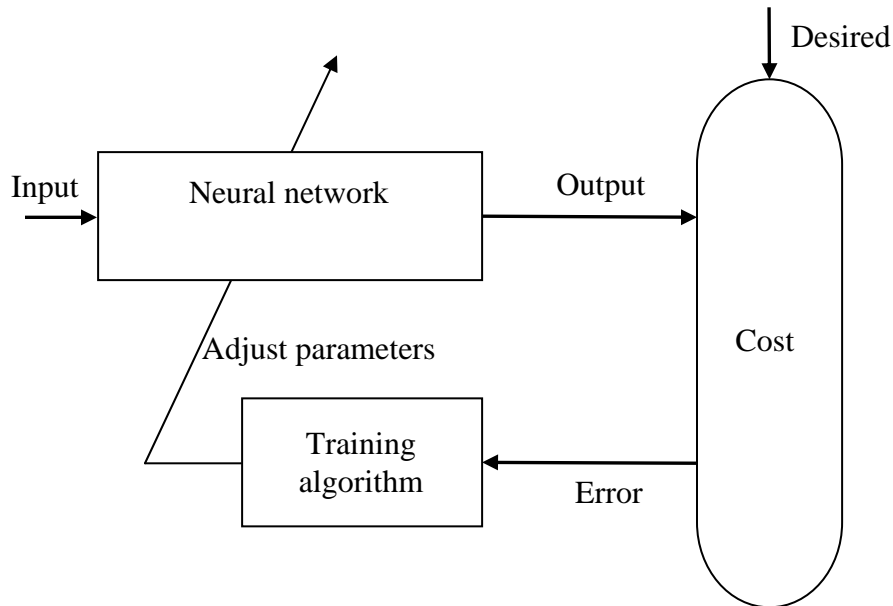 Desired
Input
Neural network
Output
Adjust parameters
Cost
Training
algorithm
Error